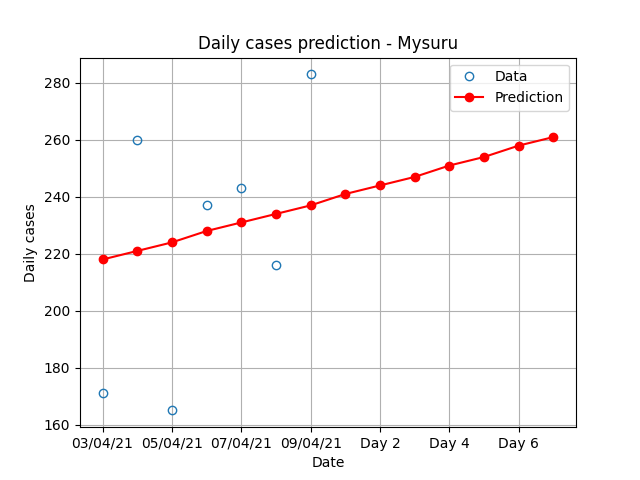 Daily cases prediction - Mysuru
Data
Prediction
280
260
240
220
200
180
160
Daily cases
03/04/21 05/04/21 07/04/21 09/04/21 Day 2 Day 4 Day 6
Date